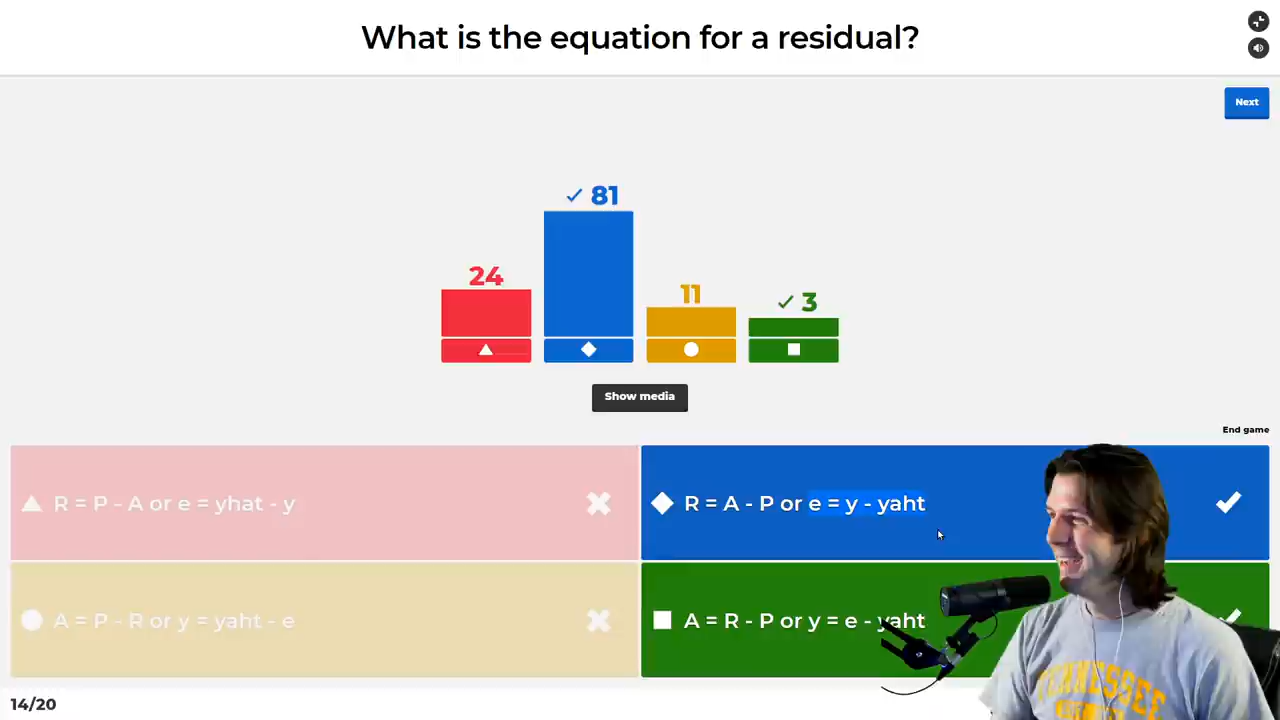 What is the equation for a residual?
Next
81
24
11
3
Show media
End game
R = P - A or e = yhat - y
R = A - P or e = y - yaht
A = P - R or y = yaht - e
A = R - P or y = e - yaht
TENNESSEE
14/20